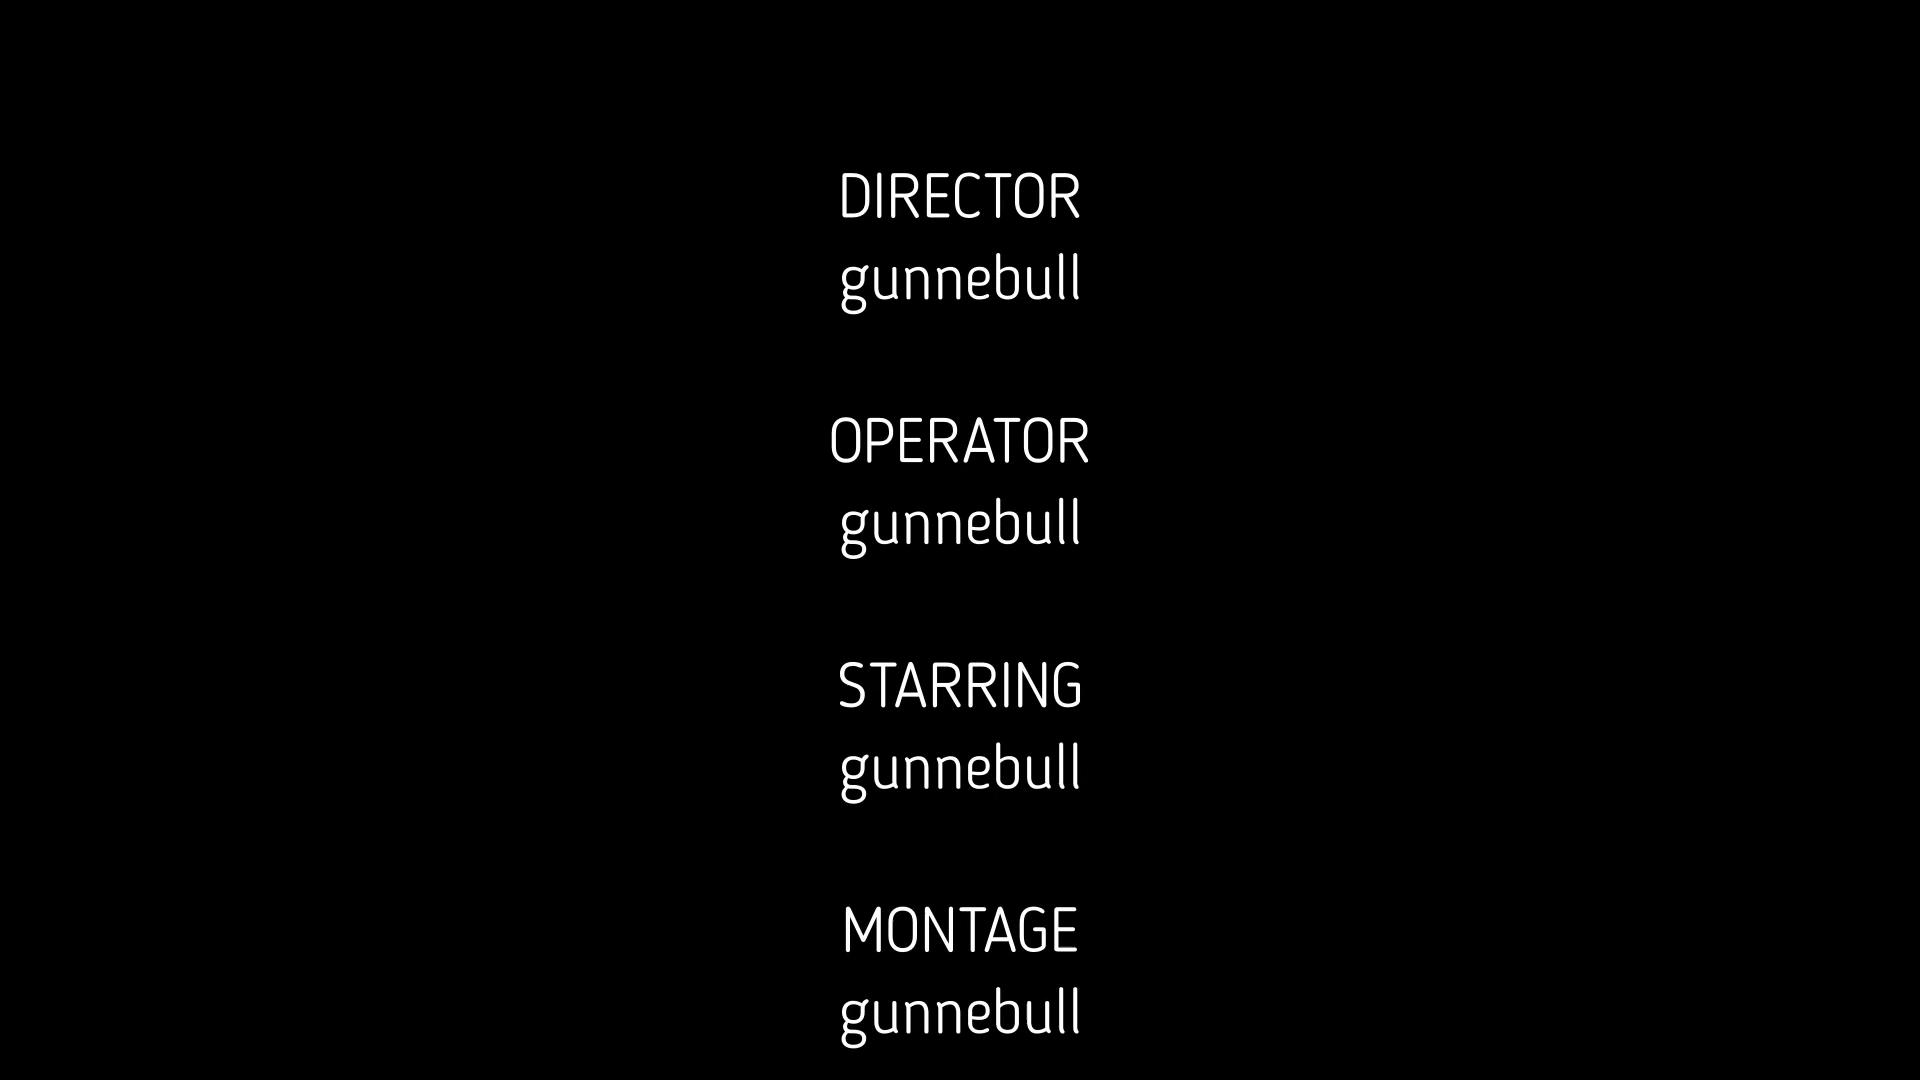 DIRECTOR
gunnebull
OPERATOR
gunnebull
STARRING
gunnebull
MONTAGE
gunnebull